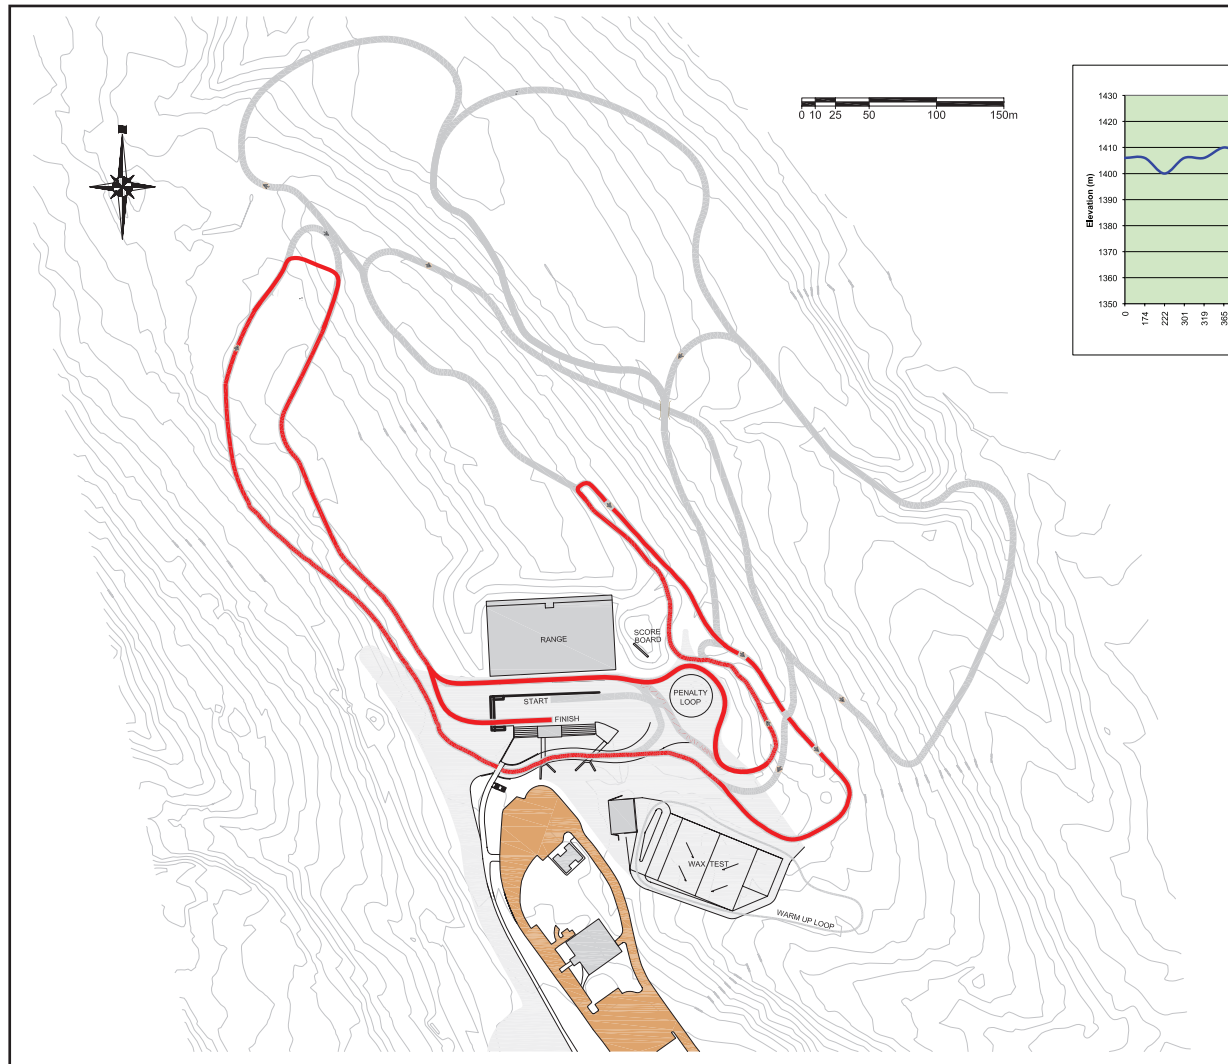 N
0 10 25 50 100 150m
1430
1420
1410
1400
1390
1380
1370
1360
1350
Elevation (m)
0 174 222 301 319 365
RANGE
SCORE
BOARD
PENALTY
LOOP
START
FINISH
WAX TEST
WARM UP LOOP